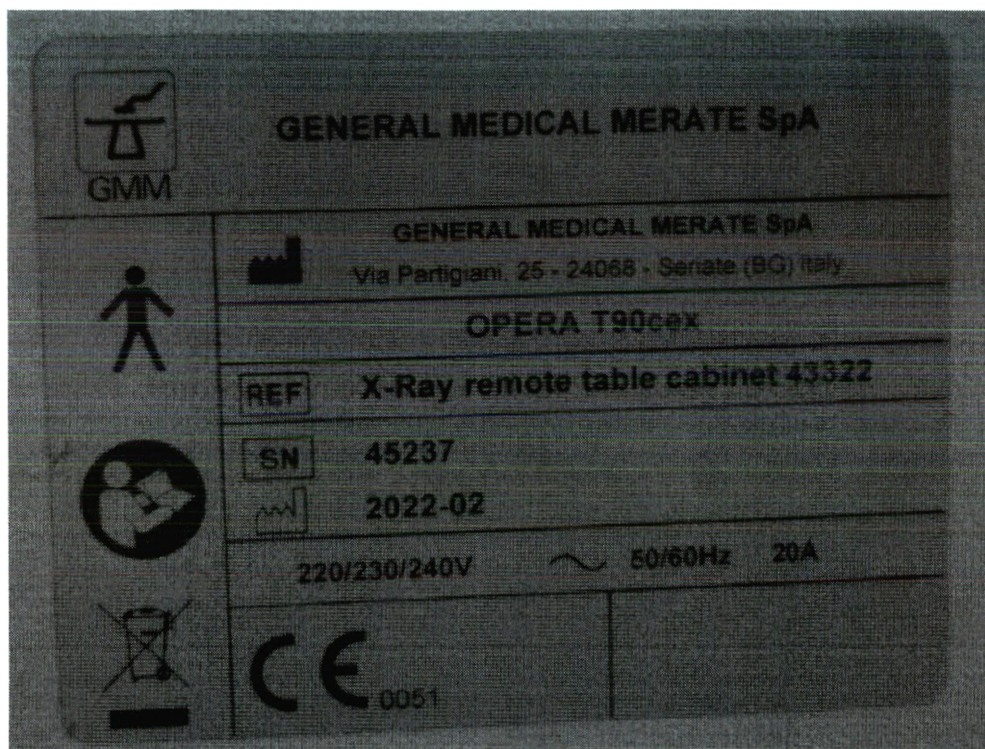 GMM
GENERAL MEDICAL MERATE SpA
GENERAL MEDICAL MERATE SpA
Via Partigiani, 25 - 24068 - Seriate (BG) Italy
OPERA T90cex
REF X-Ray remote table cabinet 43322
SN 45237
2022-02
220/230/240V 50/60Hz 20A
CE 0051